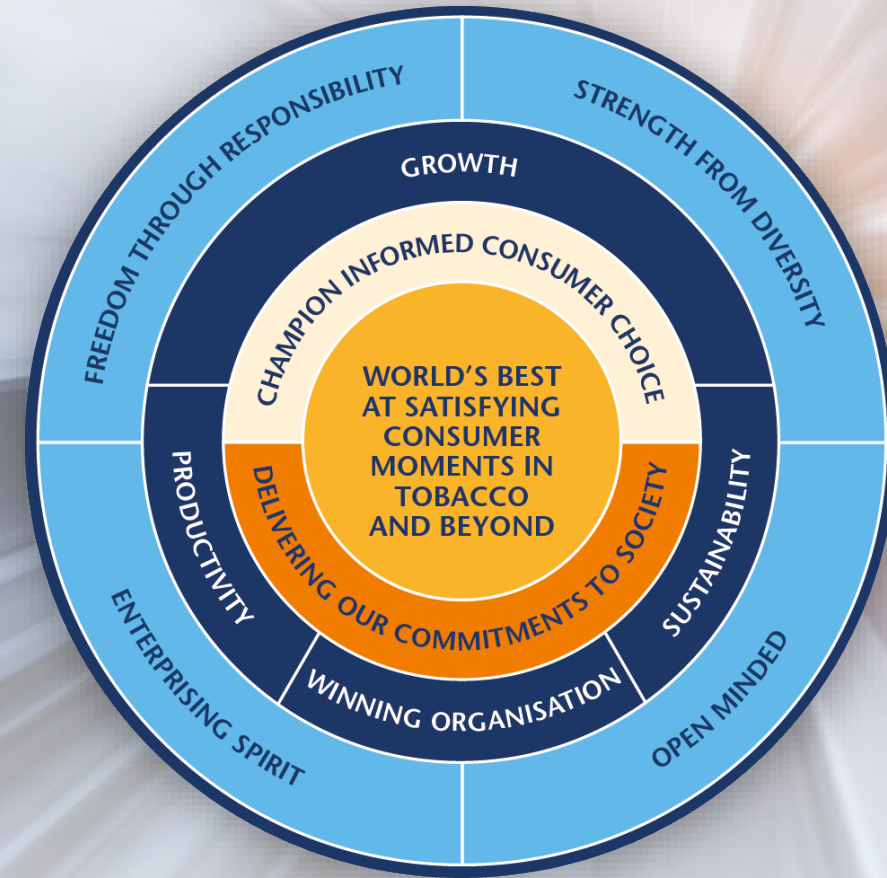 FREEDOM THROUGH RESPONSIBILITY
STRENGTH FROM DIVERSITY
GROWTH
CHAMPION INFORMED CONSUMER CHOICE
WORLD'S BEST
AT SATISFYING
CONSUMER
MOMENTS IN
TOBACCO
AND BEYOND
DELIVERING OUR COMMITMENTS TO SOCIETY
PRODUCTIVITY
WINNING ORGANISATION
SUSTAINABILITY
ENTERPRISING SPIRIT
OPEN MINDED